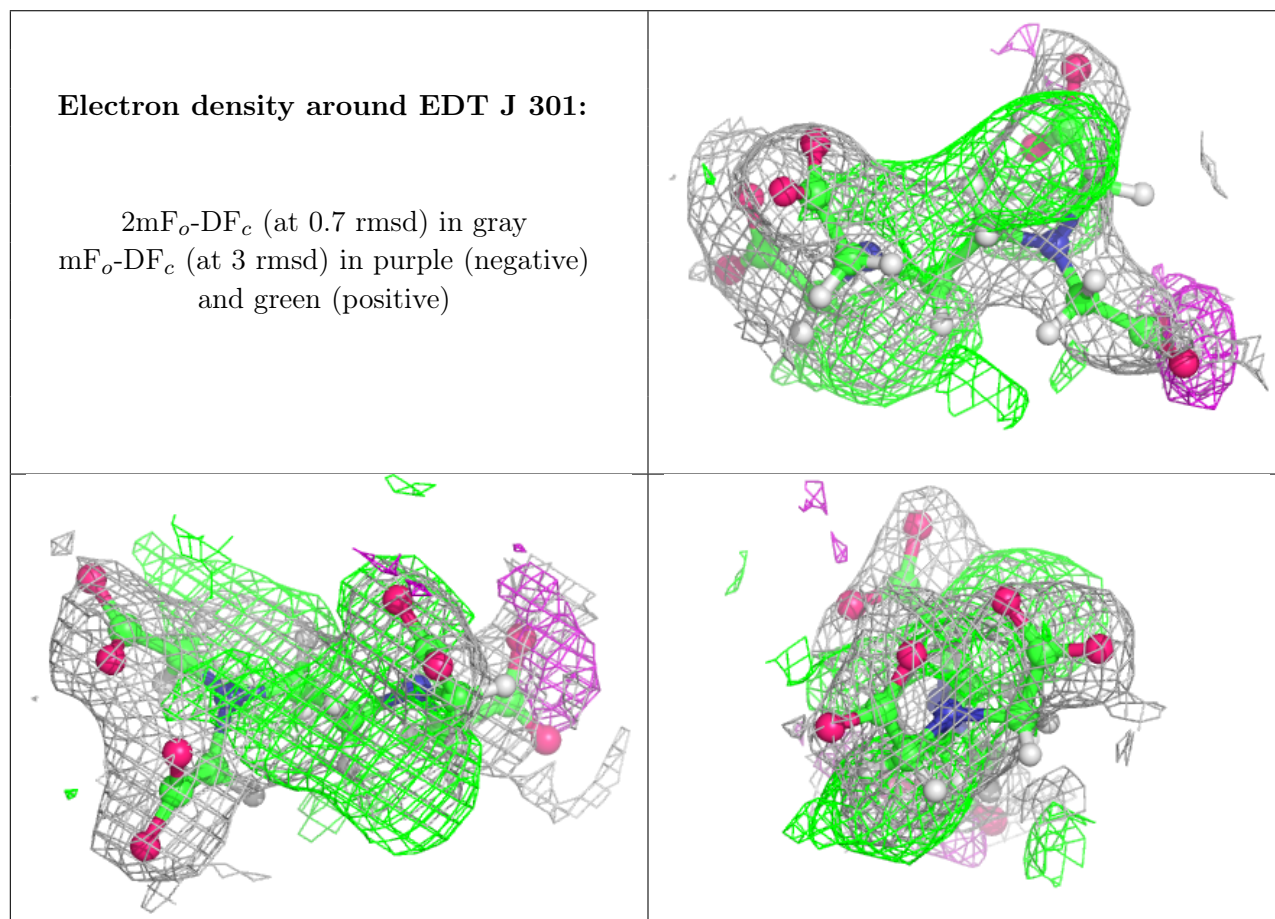 Electron density around EDT J 301:
2mFo-DFc (at 0.7 rmsd) in gray
mFo-DFc (at 3 rmsd) in purple (negative)
and green (positive)